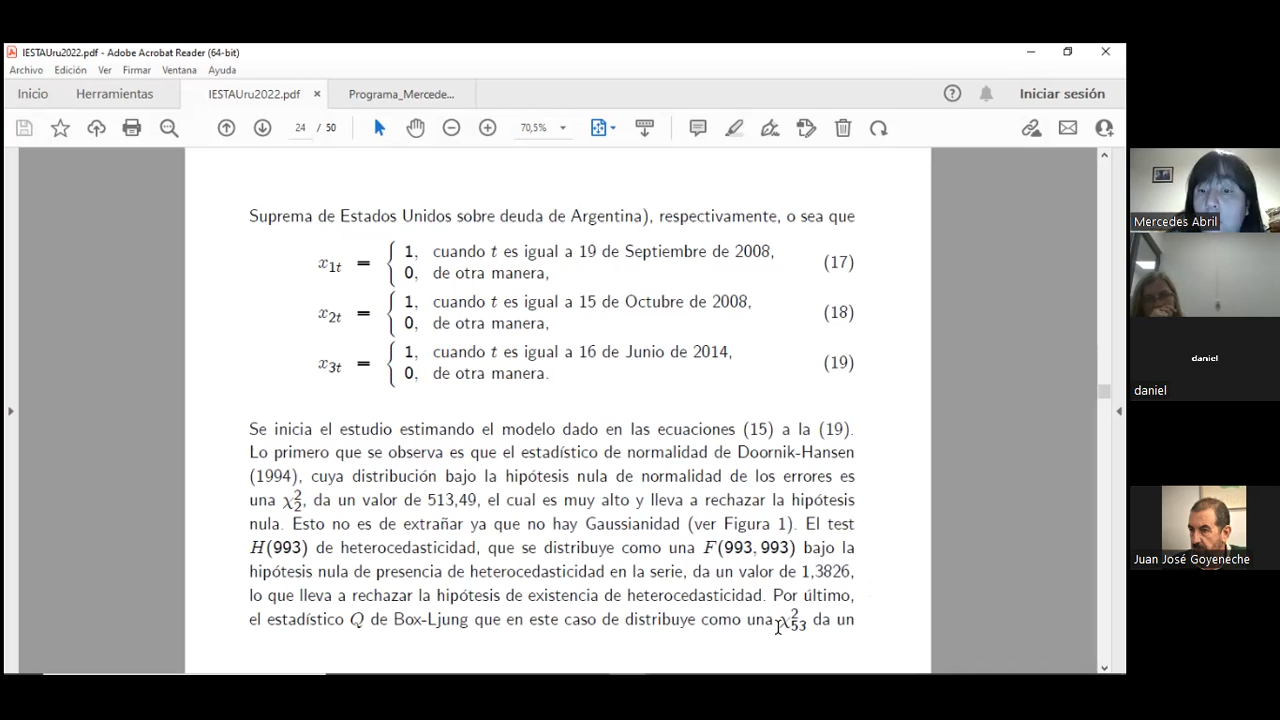 IESTAUru2022.pdf - Adobe Acrobat Reader (64-bit)
Archivo Edición Ver Firmar Ventana Ayuda
Inicio Herramientas IESTAUru2022.pdf × Programa_Mercede... Iniciar sesión
24 / 50 70,5%
Suprema de Estados Unidos sobre deuda de Argentina), respectivamente, o sea que
x1t = { 1, cuando t es igual a 19 de Septiembre de 2008, (17)
0, de otra manera,
x2t = { 1, cuando t es igual a 15 de Octubre de 2008, (18)
0, de otra manera,
x3t = { 1, cuando t es igual a 16 de Junio de 2014, (19)
0, de otra manera.
Se inicia el estudio estimando el modelo dado en las ecuaciones (15) a la (19).
Lo primero que se observa es que el estadístico de normalidad de Doornik-Hansen
(1994), cuya distribución bajo la hipótesis nula de normalidad de los errores es
una χ²₂, da un valor de 513,49, el cual es muy alto y lleva a rechazar la hipótesis
nula. Esto no es de extrañar ya que no hay Gaussianidad (ver Figura 1). El test
H(993) de heterocedasticidad, que se distribuye como una F(993, 993) bajo la
hipótesis nula de presencia de heterocedasticidad en la serie, da un valor de 1,3826,
lo que lleva a rechazar la hipótesis de existencia de heterocedasticidad. Por último,
el estadístico Q de Box-Ljung que en este caso de distribuye como una χ²₅₃ da un
Mercedes Abril
daniel
daniel
Juan José Goyeneche